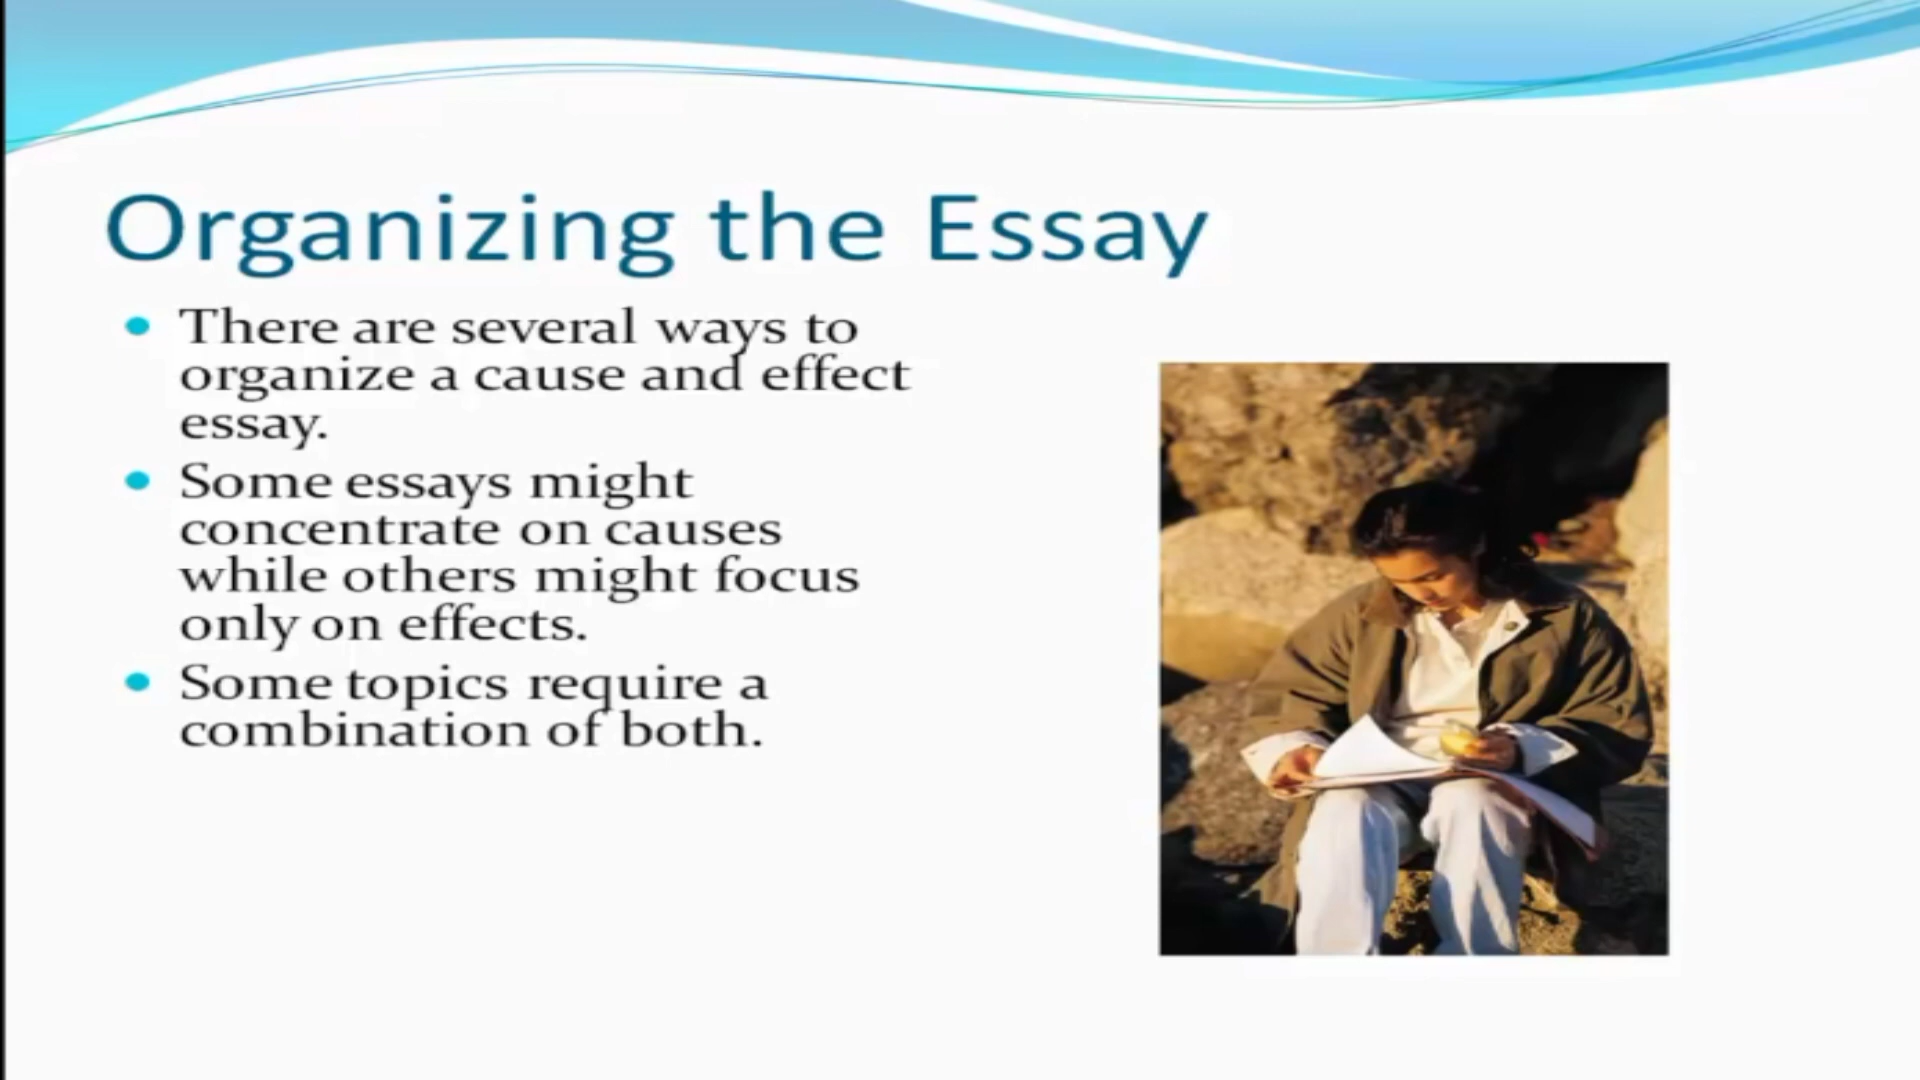 Organizing the Essay
There are several ways to
organize a cause and effect
essay.
Some essays might
concentrate on causes
while others might focus
only on effects.
Some topics require a
combination of both.